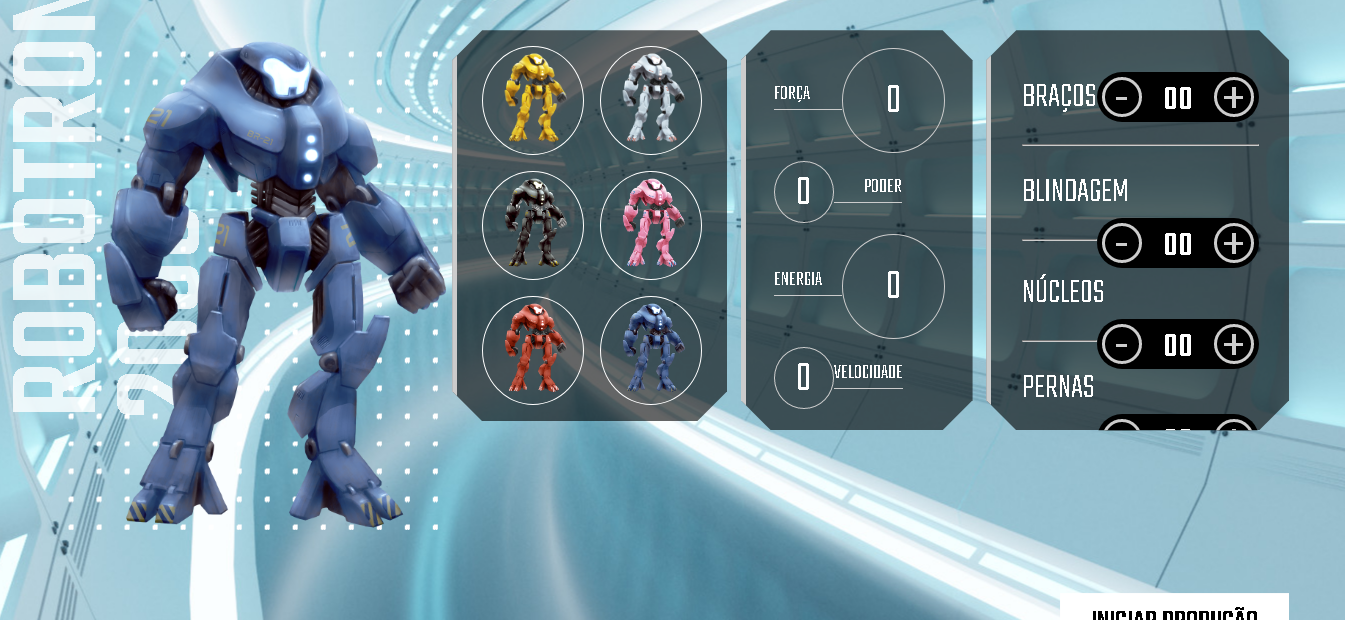 ROBOTRON
FORÇA
0
0
PODER
ENERGIA
0
0
VELOCIDADE
BRAÇOS
- 00 +
BLINDAGEM
- 00 +
NÚCLEOS
- 00 +
PERNAS
INICIAR PRODUÇÃO